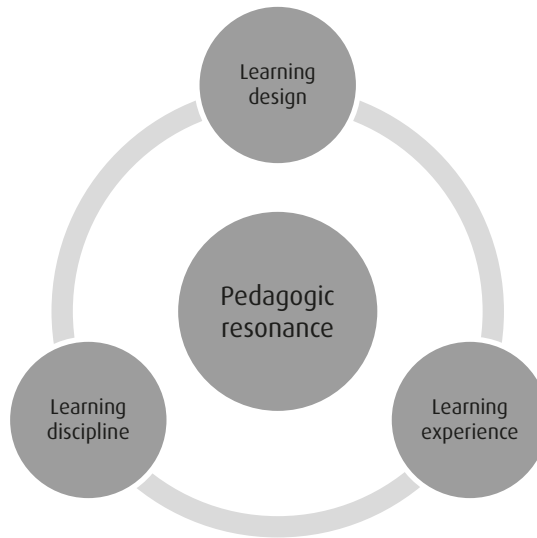 Learning
design
Pedagogic
resonance
Learning
discipline
Learning
experience